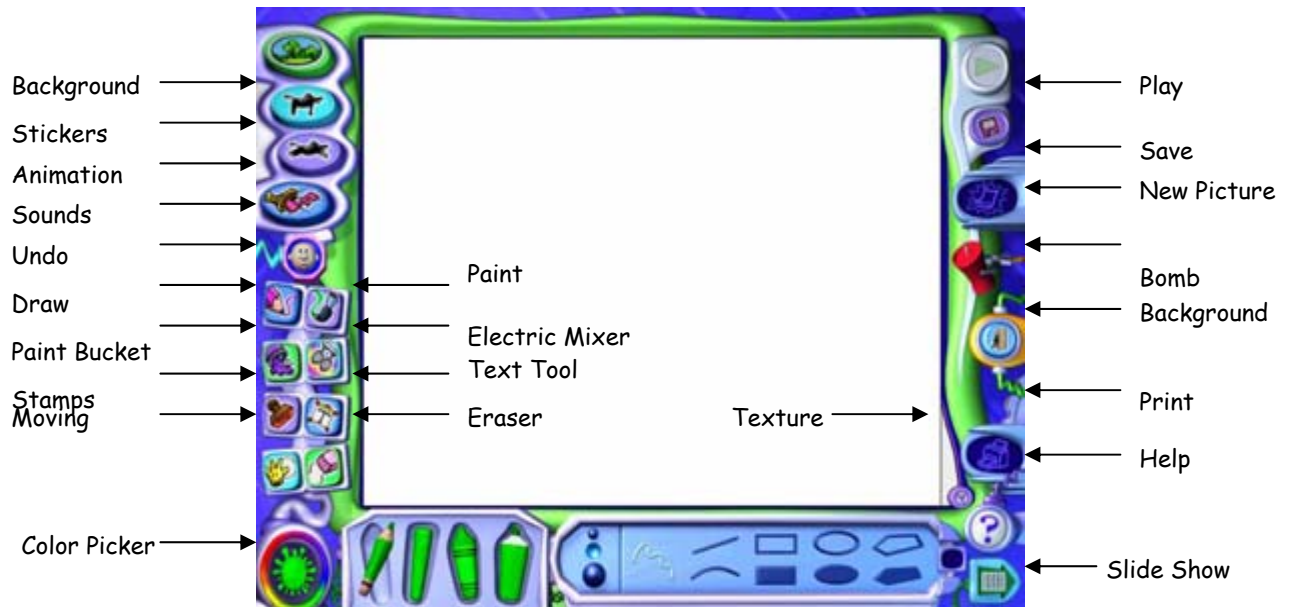 Background
Stickers
Animation
Sounds
Undo
Draw
Paint Bucket
Stamps
Moving
Color Picker
Paint
Electric Mixer
Text Tool
Eraser
Texture
Play
Save
New Picture
Bomb
Background
Print
Help
?
Slide Show